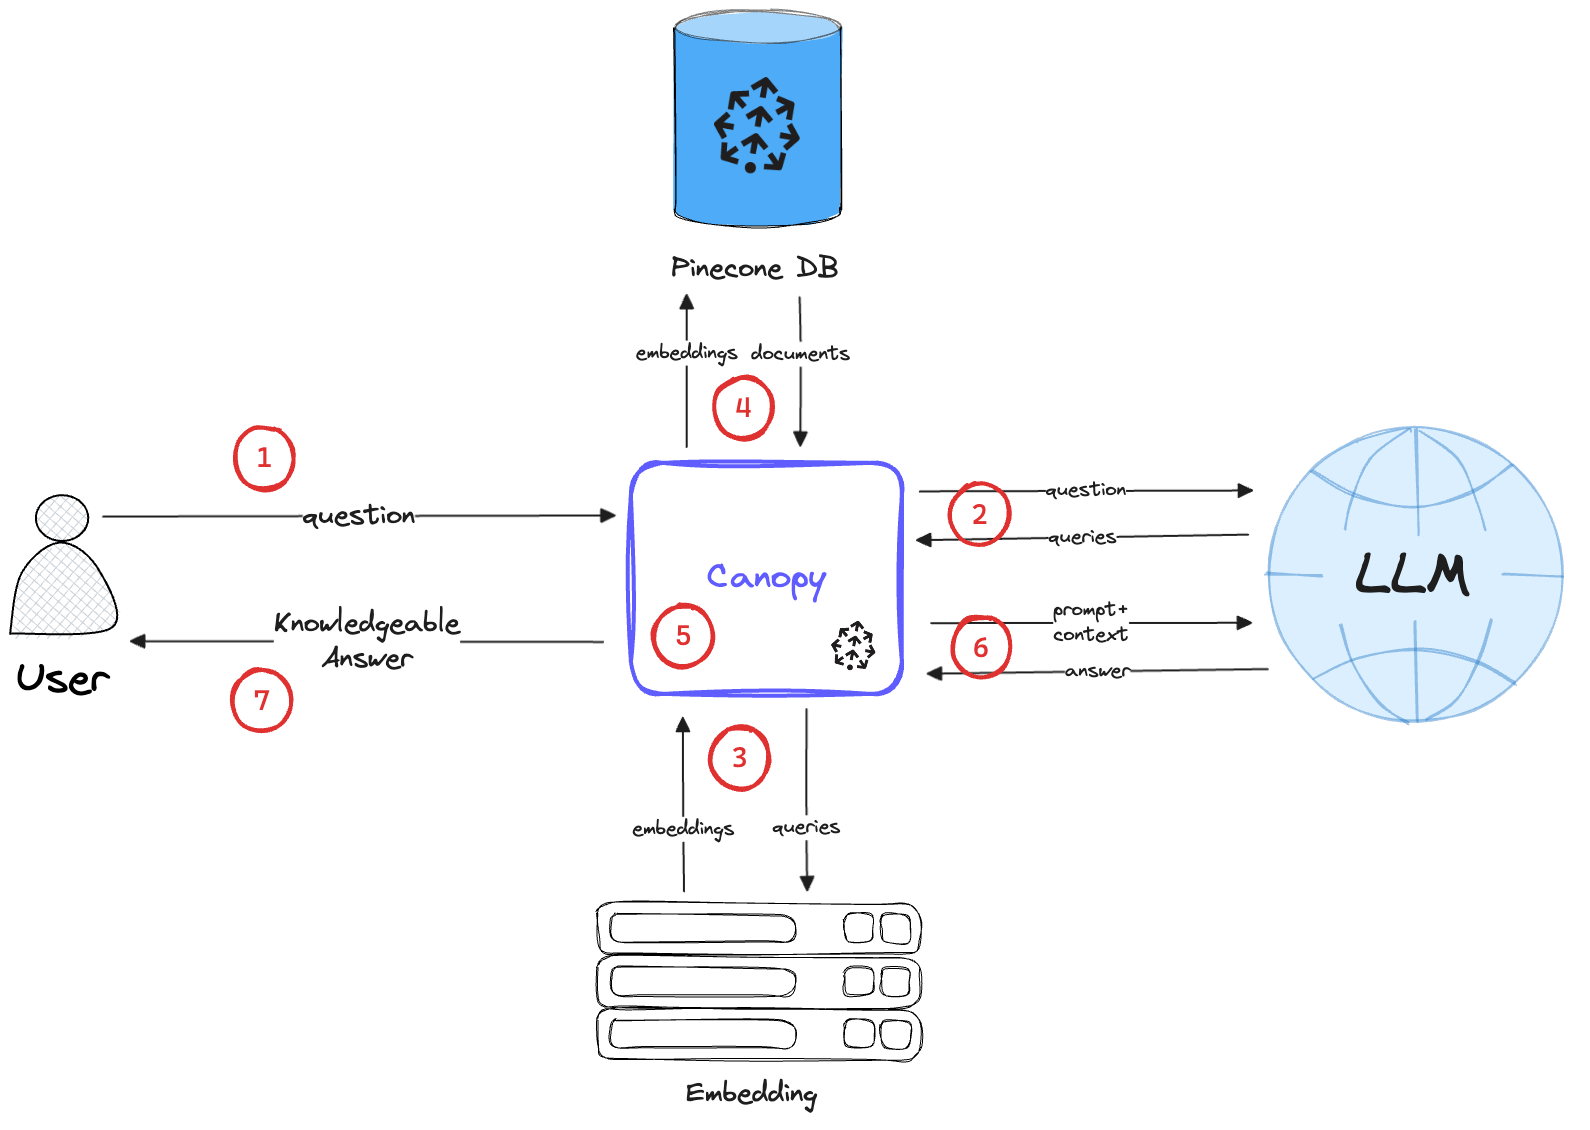 Pinecone DB
embeddings
documents
4
1
question
question
2
queries
Canopy
LLM
5
Knowledgeable
Answer
prompt+
context
6
answer
User
7
3
embeddings
queries
Embedding